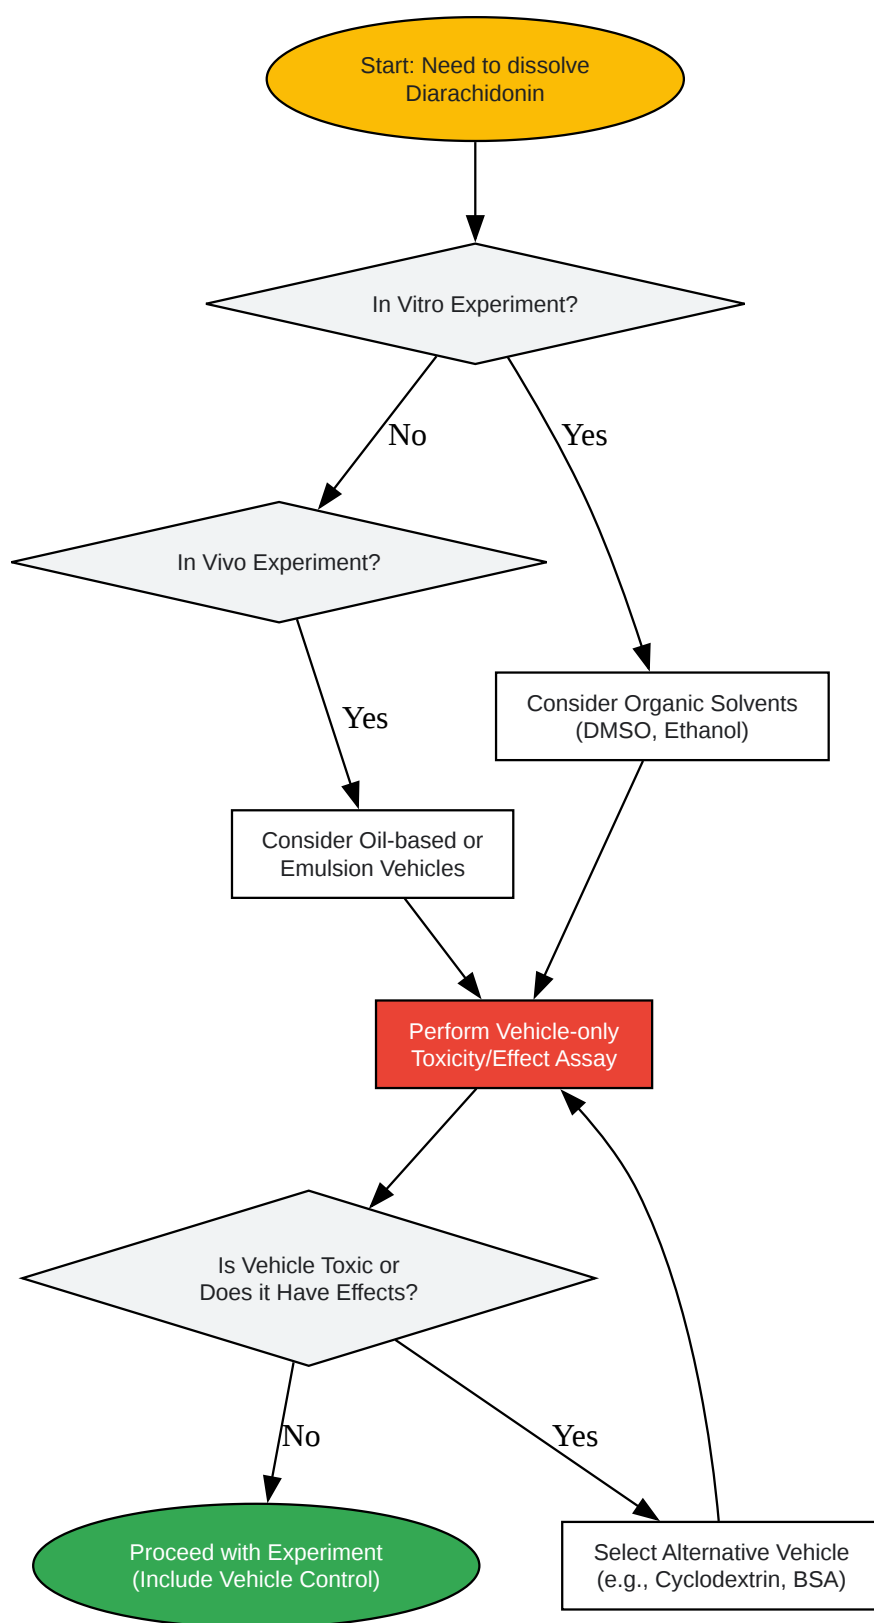 Start: Need to dissolve
Diarachidonin
In Vitro Experiment?
No
Yes
In Vivo Experiment?
Consider Organic Solvents
(DMSO, Ethanol)
Yes
Consider Oil-based or
Emulsion Vehicles
Perform Vehicle-only
Toxicity/Effect Assay
Is Vehicle Toxic or
Does it Have Effects?
No
Yes
Proceed with Experiment
(Include Vehicle Control)
Select Alternative Vehicle
(e.g., Cyclodextrin, BSA)